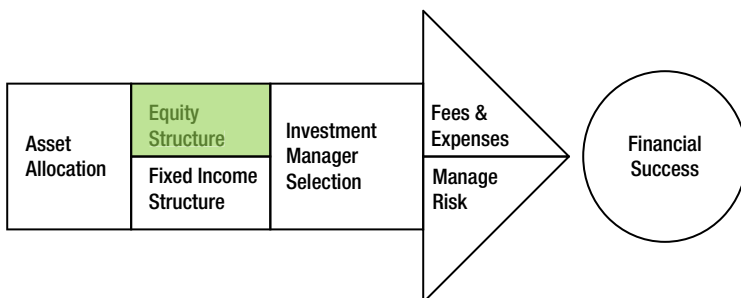 Asset
Allocation
Equity
Structure
Fixed Income
Structure
Investment
Manager
Selection
Fees &
Expenses
Manage
Risk
Financial
Success